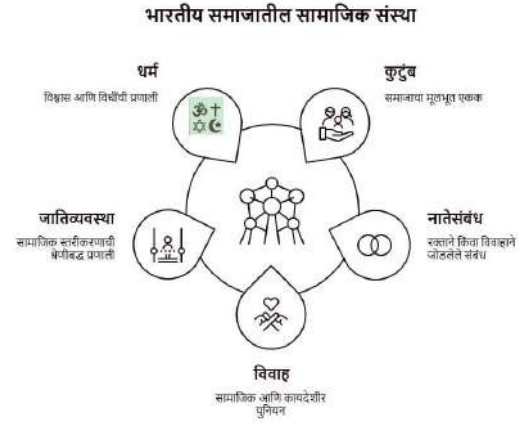 भारतीय समाजातील सामाजिक संस्था
धर्म
विश्वास आणि विधींची प्रणाली
कुटुंब
समाजाचा मूलभूत एकक
जातिव्यवस्था
सामाजिक स्तरीकरणाची
श्रेणीबद्ध प्रणाली
नातेसंबंध
रक्ताने किंवा विवाहाने
जोडलेले संबंध
विवाह
सामाजिक आणि कायदेशीर
युनियन